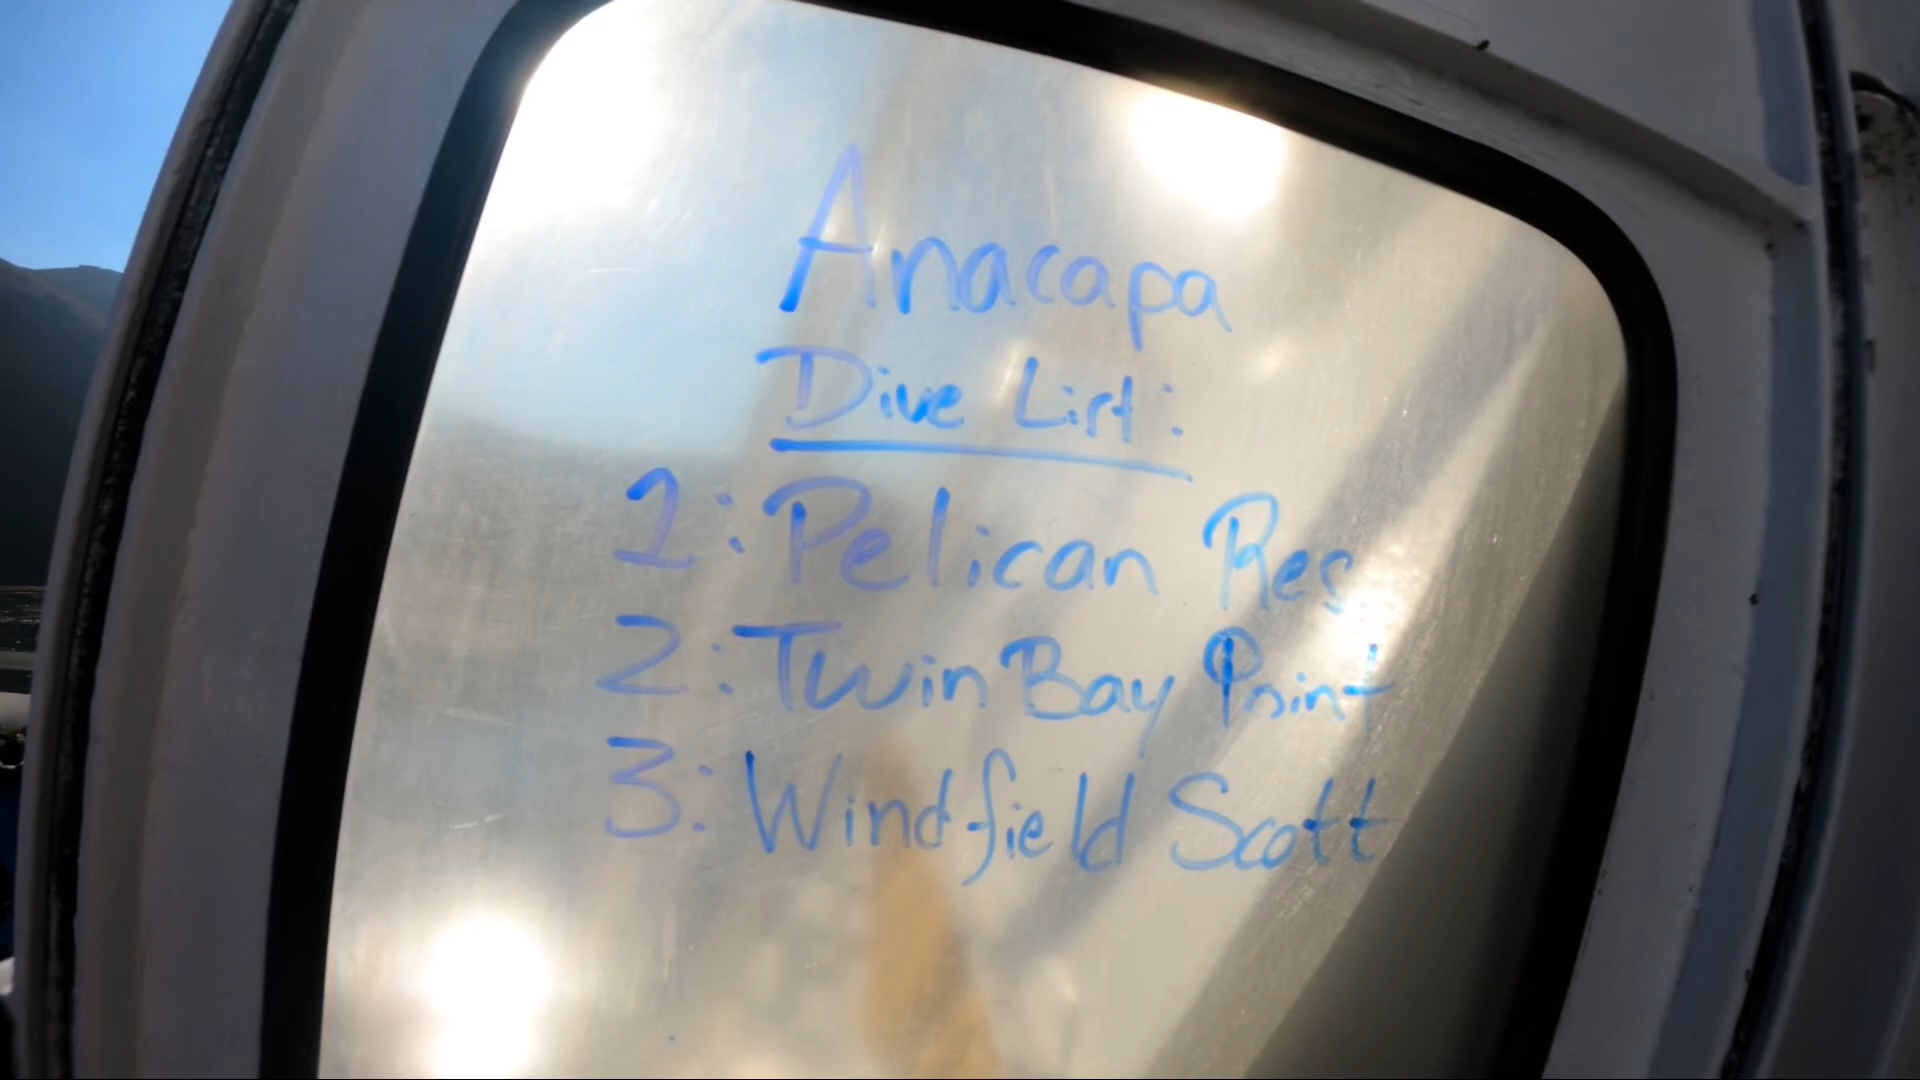 Anacapa
Dive List:
1: Pelican Res
2: Twin Bay Point
3: Windfield Scott